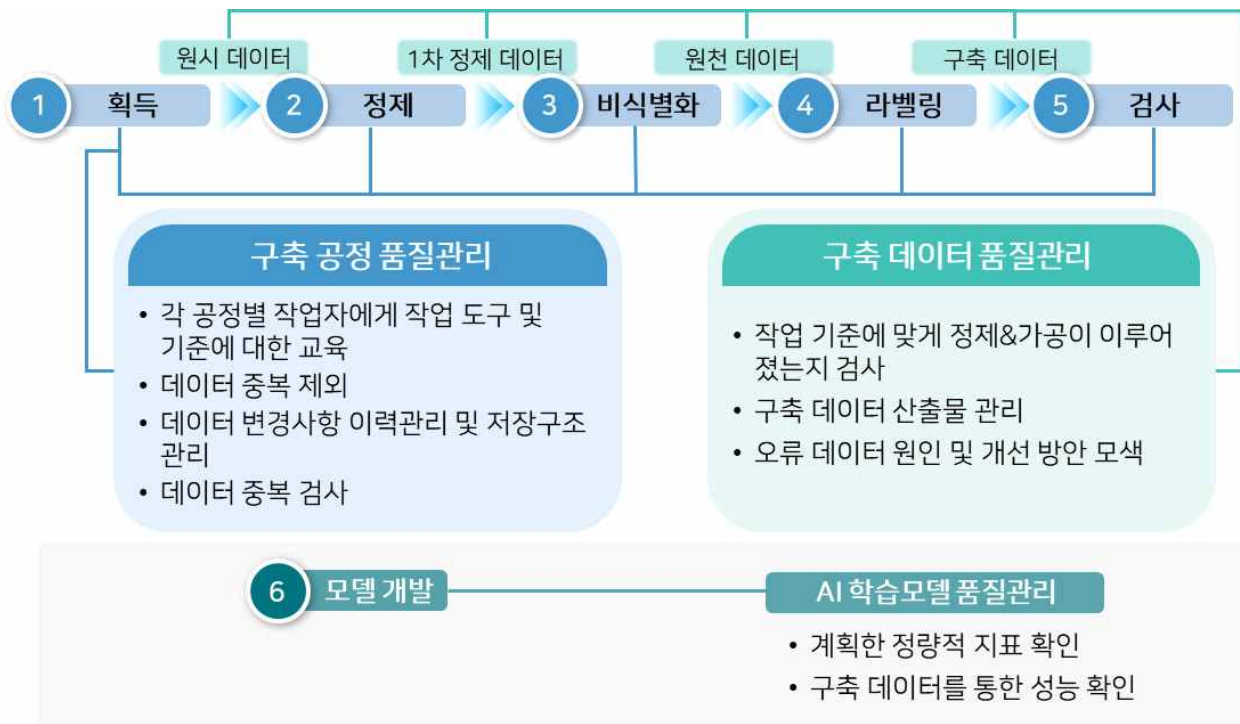 원시 데이터
1차 정제 데이터
원천 데이터
구축 데이터
1 획득
2 정제
3 비식별화
4 라벨링
5 검사
구축 공정 품질관리
• 각 공정별 작업자에게 작업 도구 및
기준에 대한 교육
• 데이터 중복 제외
• 데이터 변경사항 이력관리 및 저장구조
관리
• 데이터 중복 검사
구축 데이터 품질관리
• 작업 기준에 맞게 정제&가공이 이루어
졌는지 검사
• 구축 데이터 산출물 관리
• 오류 데이터 원인 및 개선 방안 모색
6 모델 개발
AI 학습모델 품질관리
• 계획한 정량적 지표 확인
• 구축 데이터를 통한 성능 확인